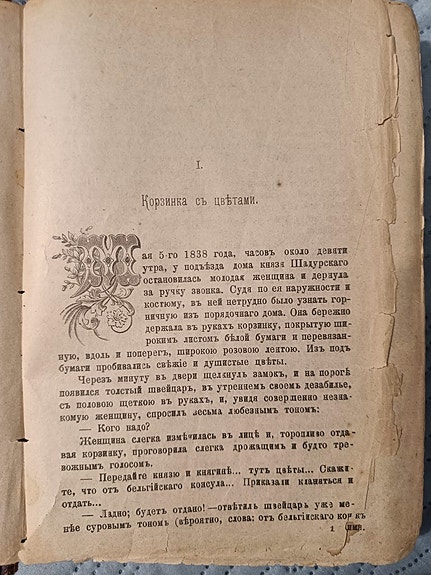 I.
Корзинка съ цвѣтами.
Мая 5-го 1838 года, часовъ около девяти
утра, у подъѣзда дома князя Шадурскаго
остановилась молодая женщина и дернула
за ручку звонка. Судя по ея наружности и
костюму, въ ней нетрудно было узнать гор-
ничную изъ порядочнаго дома. Она бережно
держала въ рукахъ корзинку, покрытую ши-
рокимъ листомъ бѣлой бумаги и перевязан-
ную, вдоль и поперегъ, широкою розовою лентою. Изъ подъ
бумаги пробивались свѣжіе и душистые цвѣты.
Черезъ минуту въ двери щелкнулъ замокъ, и на порогѣ
появился толстый швейцаръ, въ утреннемъ своемъ дезабилье,
съ половою щеткою въ рукахъ, и, увидя совершенно незна-
комую женщину, спросилъ весьма любезнымъ тономъ:
— Кого надо?
Женщина слегка измѣнилась въ лицѣ и, торопливо отда-
вая корзинку, проговорила слегка дрожащимъ и будто тре-
вожнымъ голосомъ.
— Передайте князю и княгинѣ... тутъ цвѣты... Скажи-
те, что отъ бельгійскаго консула... Приказали кланяться и
отдать...
— Ладно; будетъ отдано!—отвѣтилъ швейцаръ уже ме-
нѣе суровымъ тономъ (вѣроятно, слова: отъ бельгійскаго
1